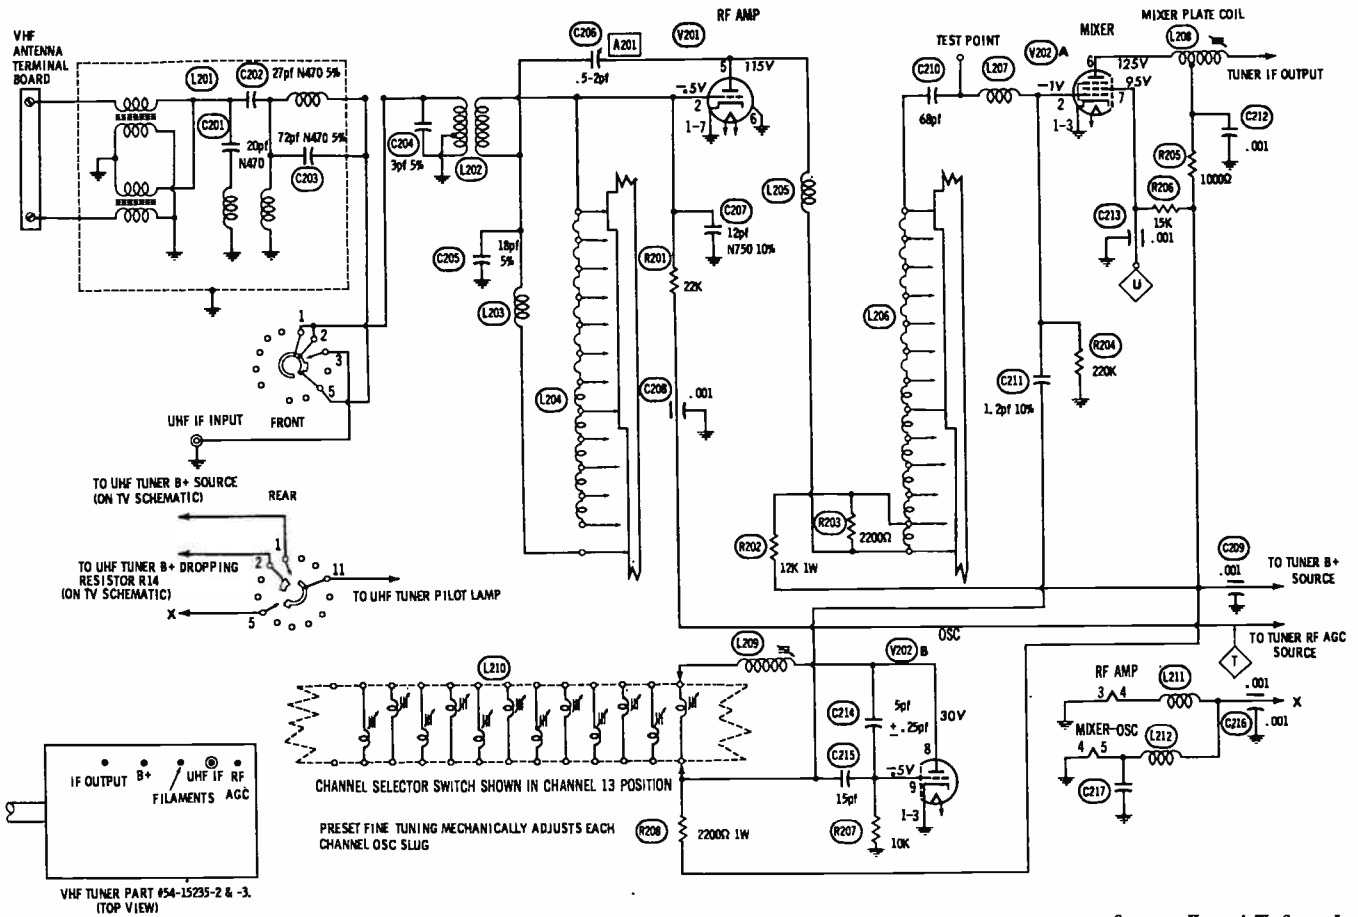 VHF
ANTENNA
TERMINAL
BOARD
L201
C202
27pf N470 5%
C201
20pf
N470
72pf N470 5%
C203
C204
3pf 5%
L202
C206
A201
.5-2pf
V201
RF AMP
5
115V
-.5V
2
1-7
6
C205
18pf
5%
L203
L204
R201
22K
C207
12pf
N750 10%
C208
.001
L205
TEST POINT
C210
68pf
L207
V202 A
MIXER
-1V
2
1-3
6
125V
95V
7
MIXER PLATE COIL
L208
TUNER IF OUTPUT
C212
.001
R205
1000Ω
R206
15K
C213
.001
U
L206
C211
1.2pf 10%
R204
220K
1
2
3
5
UHF IF INPUT
FRONT
TO UHF TUNER B+ SOURCE
(ON TV SCHEMATIC)
REAR
1
2
11
TO UHF TUNER B+ DROPPING
RESISTOR R14
(ON TV SCHEMATIC)
TO UHF TUNER PILOT LAMP
X
5
R202
12K 1W
R203
2200Ω
C209
.001
TO TUNER B+
SOURCE
TO TUNER RF AGC
SOURCE
T
L210
L209
OSC
V202 B
C214
5pf
± .25pf
30V
8
C215
15pf
-.5V
9
1-3
R207
10K
R208
2200Ω 1W
CHANNEL SELECTOR SWITCH SHOWN IN CHANNEL 13 POSITION
PRESET FINE TUNING MECHANICALLY ADJUSTS EACH
CHANNEL OSC SLUG
RF AMP
3 4
L211
.001
X
C216
.001
MIXER-OSC
4 5
L212
C217
IF OUTPUT
B+
FILAMENTS
UHF IF
RF
AGC
VHF TUNER PART #54-15235-2 & -3.
(TOP VIEW)